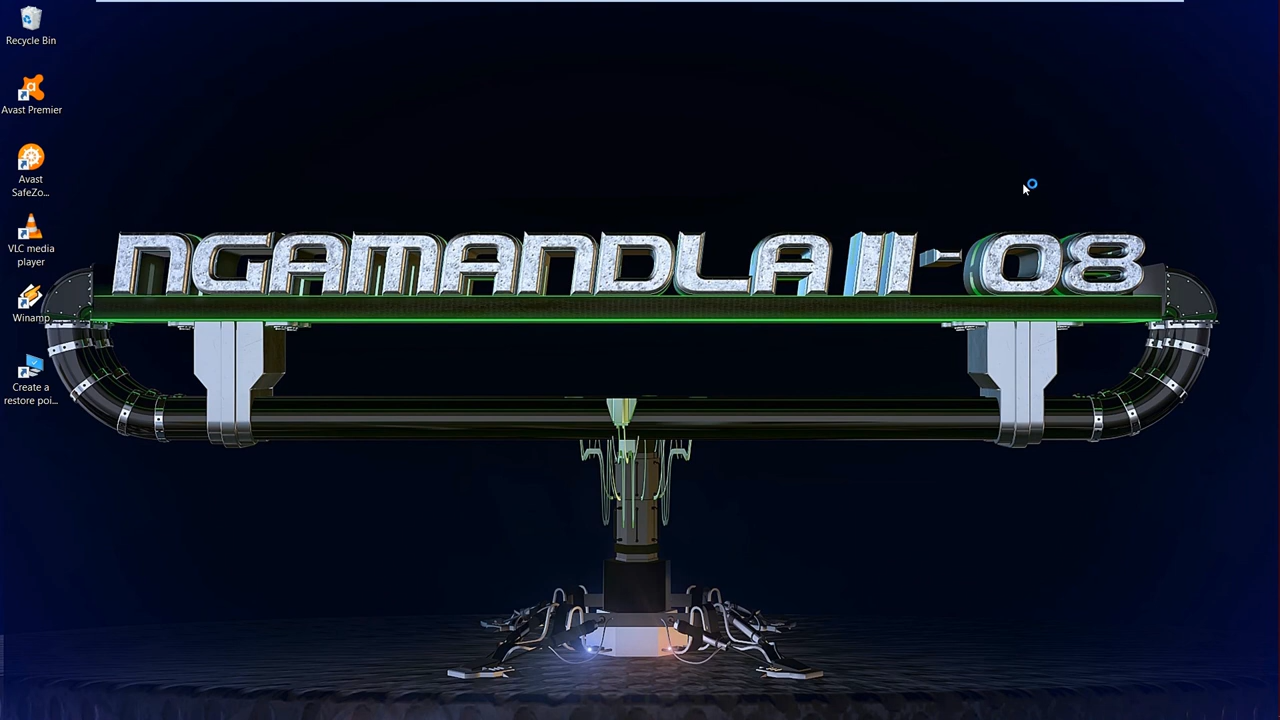 Recycle Bin
Avast Premier
Avast
SafeZo...
VLC media
player
Winamp
Create a
restore poi...
NGAMANDLA II-08